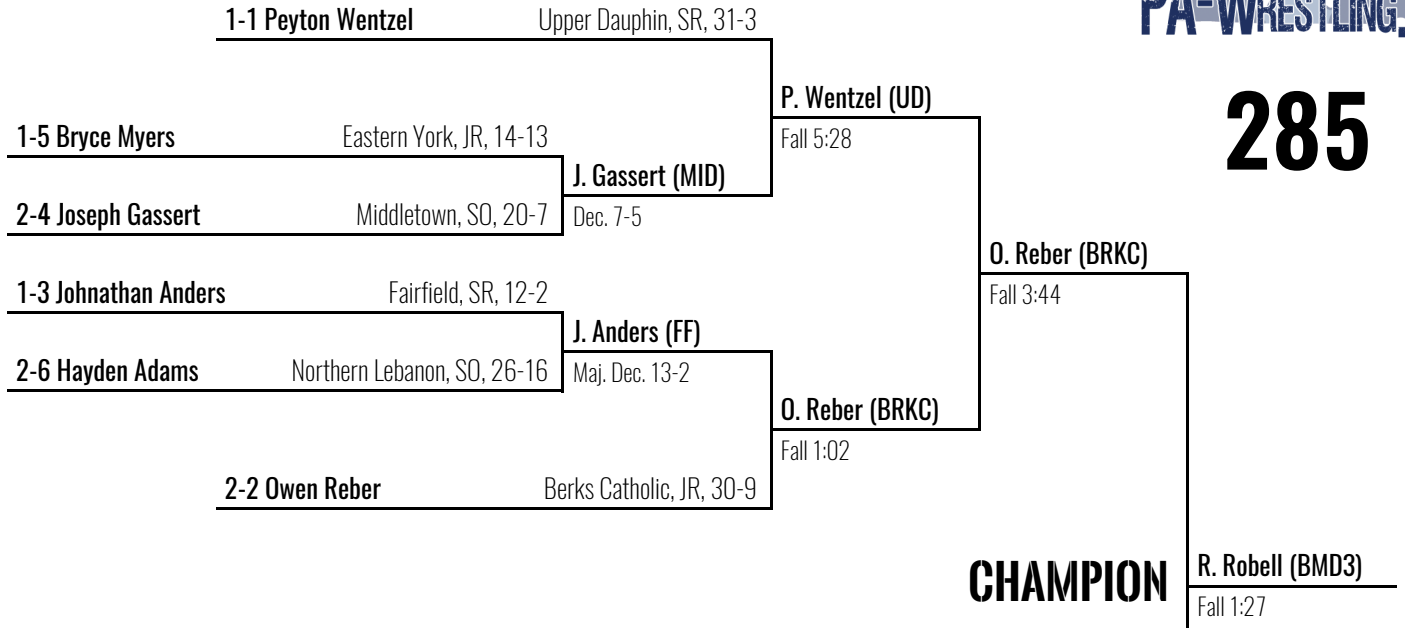 PA-WRESTLING.
1-1 Peyton Wentzel Upper Dauphin, SR, 31-3
285
P. Wentzel (UD)
Fall 5:28
1-5 Bryce Myers Eastern York, JR, 14-13
J. Gassert (MID)
Dec. 7-5
2-4 Joseph Gassert Middletown, SO, 20-7
O. Reber (BRKC)
Fall 3:44
1-3 Johnathan Anders Fairfield, SR, 12-2
J. Anders (FF)
Maj. Dec. 13-2
2-6 Hayden Adams Northern Lebanon, SO, 26-16
O. Reber (BRKC)
Fall 1:02
2-2 Owen Reber Berks Catholic, JR, 30-9
CHAMPION
R. Robell (BMD3)
Fall 1:27